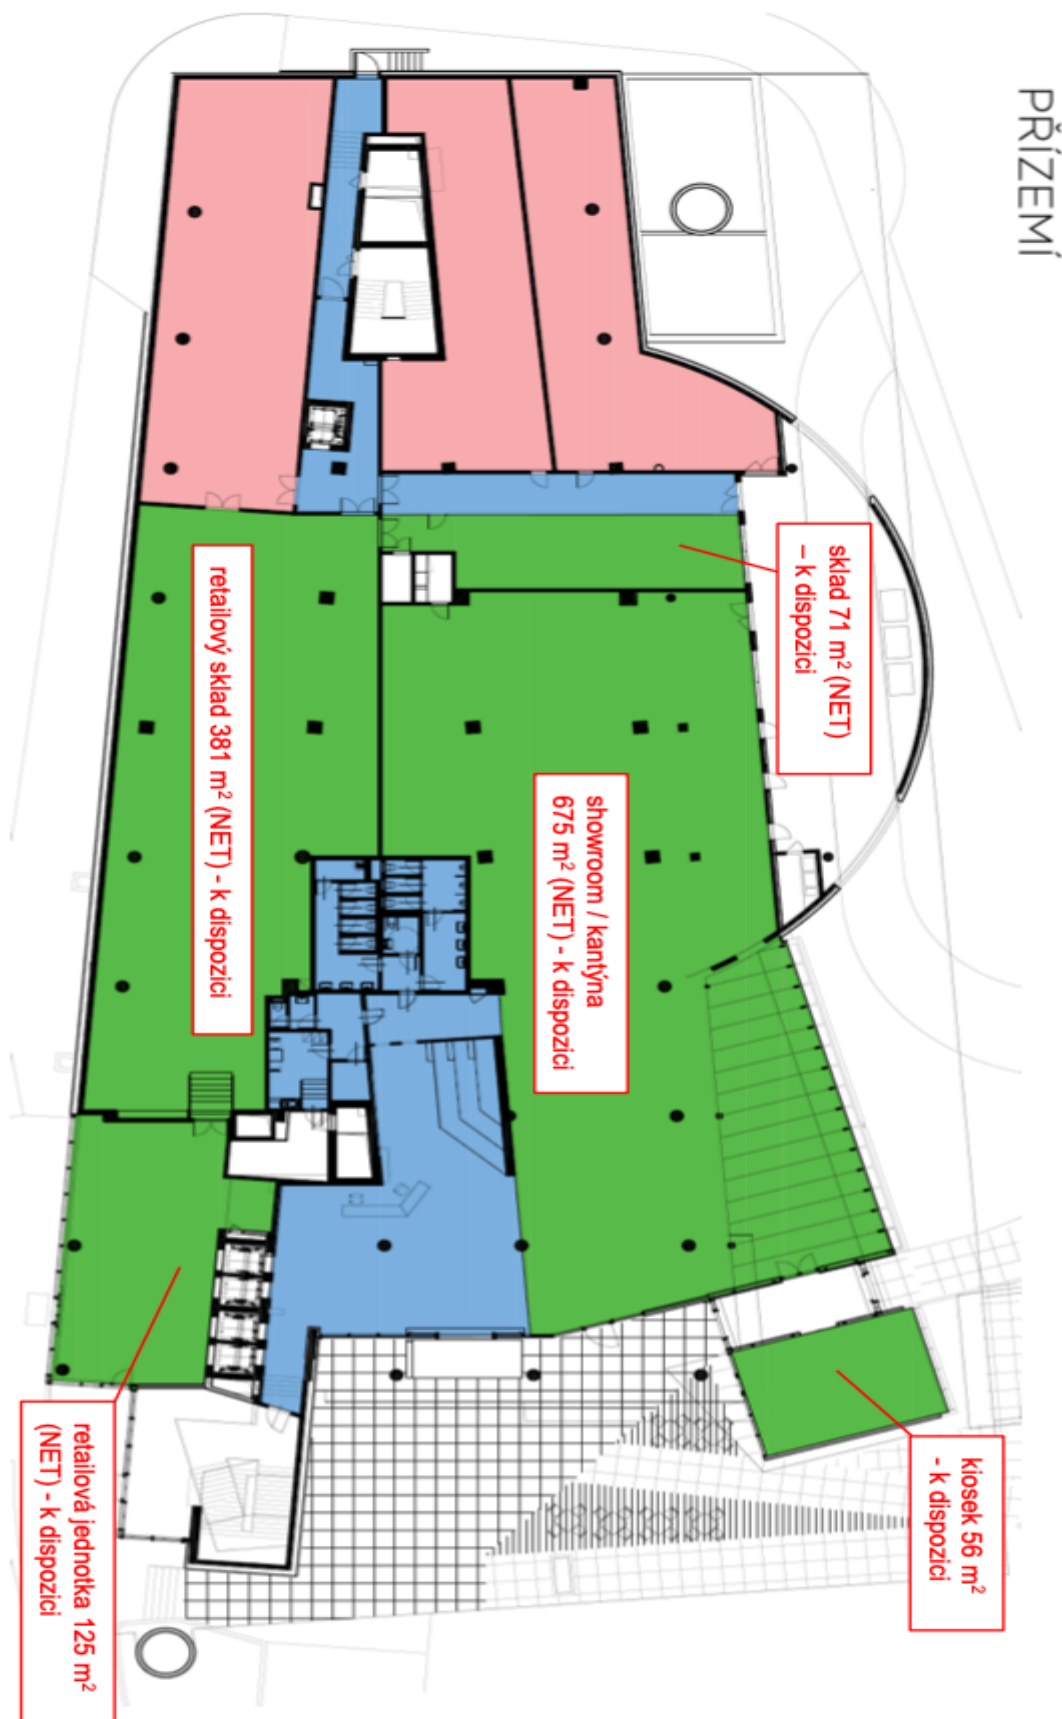 PŘÍZEMÍ
sklad 71 m² (NET)
– k dispozici
showroom / kantýna
675 m² (NET) - k dispozici
retailový sklad 381 m² (NET) - k dispozici
kiosek 56 m²
- k dispozici
retailová jednotka 125 m²
(NET) - k dispozici